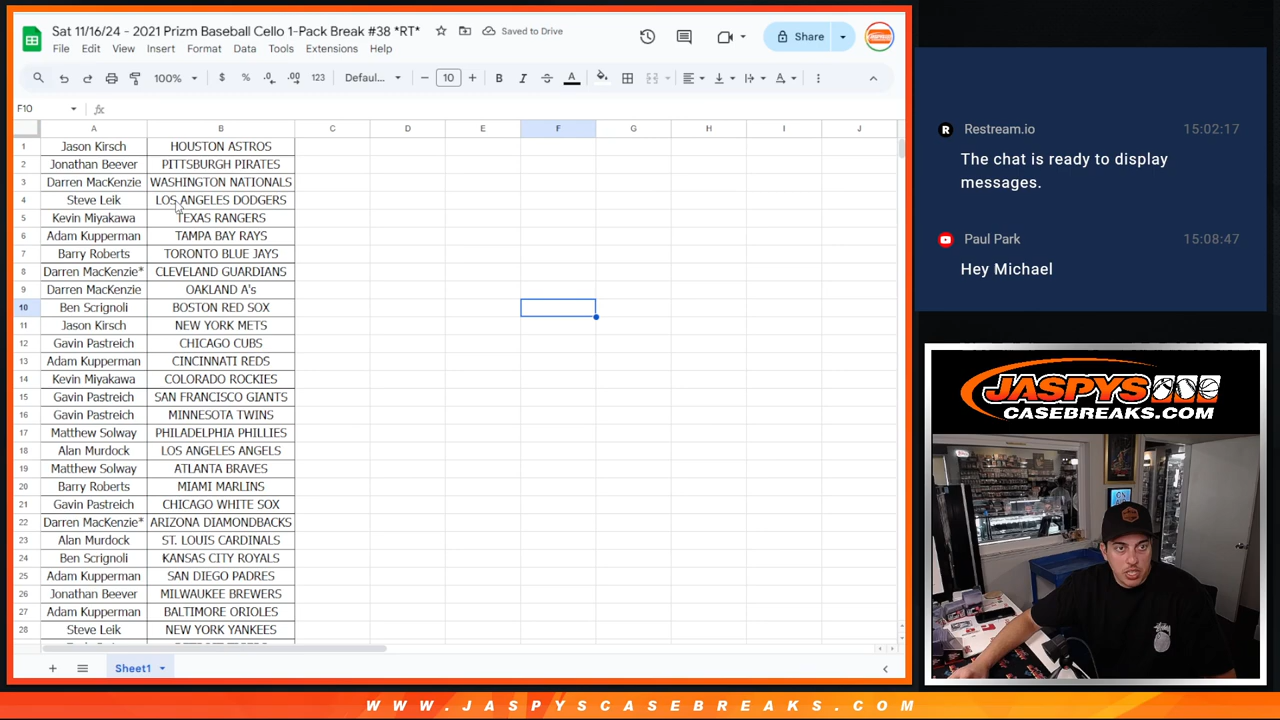 Sat 11/16/24 - 2021 Prizm Baseball Cello 1-Pack Break #38 *RT*
Saved to Drive
Share
File Edit View Insert Format Data Tools Extensions Help
100% $ % .0 .00 123 Defaul... 10 B I A
F10 fx
A B C D E F G H I J
1 Jason Kirsch HOUSTON ASTROS
2 Jonathan Beever PITTSBURGH PIRATES
3 Darren MacKenzie WASHINGTON NATIONALS
4 Steve Leik LOS ANGELES DODGERS
5 Kevin Miyakawa TEXAS RANGERS
6 Adam Kupperman TAMPA BAY RAYS
7 Barry Roberts TORONTO BLUE JAYS
8 Darren MacKenzie* CLEVELAND GUARDIANS
9 Darren MacKenzie OAKLAND A's
10 Ben Scrignoli BOSTON RED SOX
11 Jason Kirsch NEW YORK METS
12 Gavin Pastreich CHICAGO CUBS
13 Adam Kupperman CINCINNATI REDS
14 Kevin Miyakawa COLORADO ROCKIES
15 Gavin Pastreich SAN FRANCISCO GIANTS
16 Gavin Pastreich MINNESOTA TWINS
17 Matthew Solway PHILADELPHIA PHILLIES
18 Alan Murdock LOS ANGELES ANGELS
19 Matthew Solway ATLANTA BRAVES
20 Barry Roberts MIAMI MARLINS
21 Gavin Pastreich CHICAGO WHITE SOX
22 Darren MacKenzie* ARIZONA DIAMONDBACKS
23 Alan Murdock ST. LOUIS CARDINALS
24 Ben Scrignoli KANSAS CITY ROYALS
25 Adam Kupperman SAN DIEGO PADRES
26 Jonathan Beever MILWAUKEE BREWERS
27 Adam Kupperman BALTIMORE ORIOLES
28 Steve Leik NEW YORK YANKEES
Sheet1
R Restream.io 15:02:17
The chat is ready to display
messages.
Paul Park 15:08:47
Hey Michael
JASPYS
CASEBREAKS.COM
WWW.JASPYSCASEBREAKS.COM